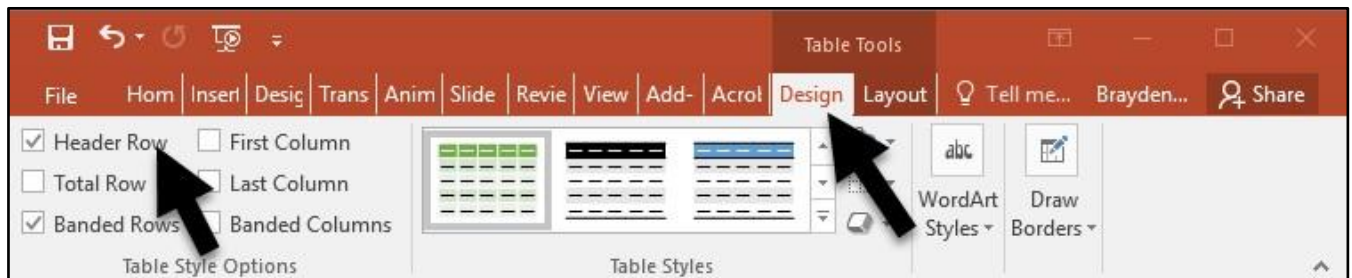 Table Tools
File Hom Insert Desig Trans Anim Slide Revie View Add- Acrol Design Layout Tell me... Brayden... Share
Header Row First Column
Total Row Last Column
Banded Rows Banded Columns
abc
WordArt Styles
Draw Borders
Table Style Options
Table Styles